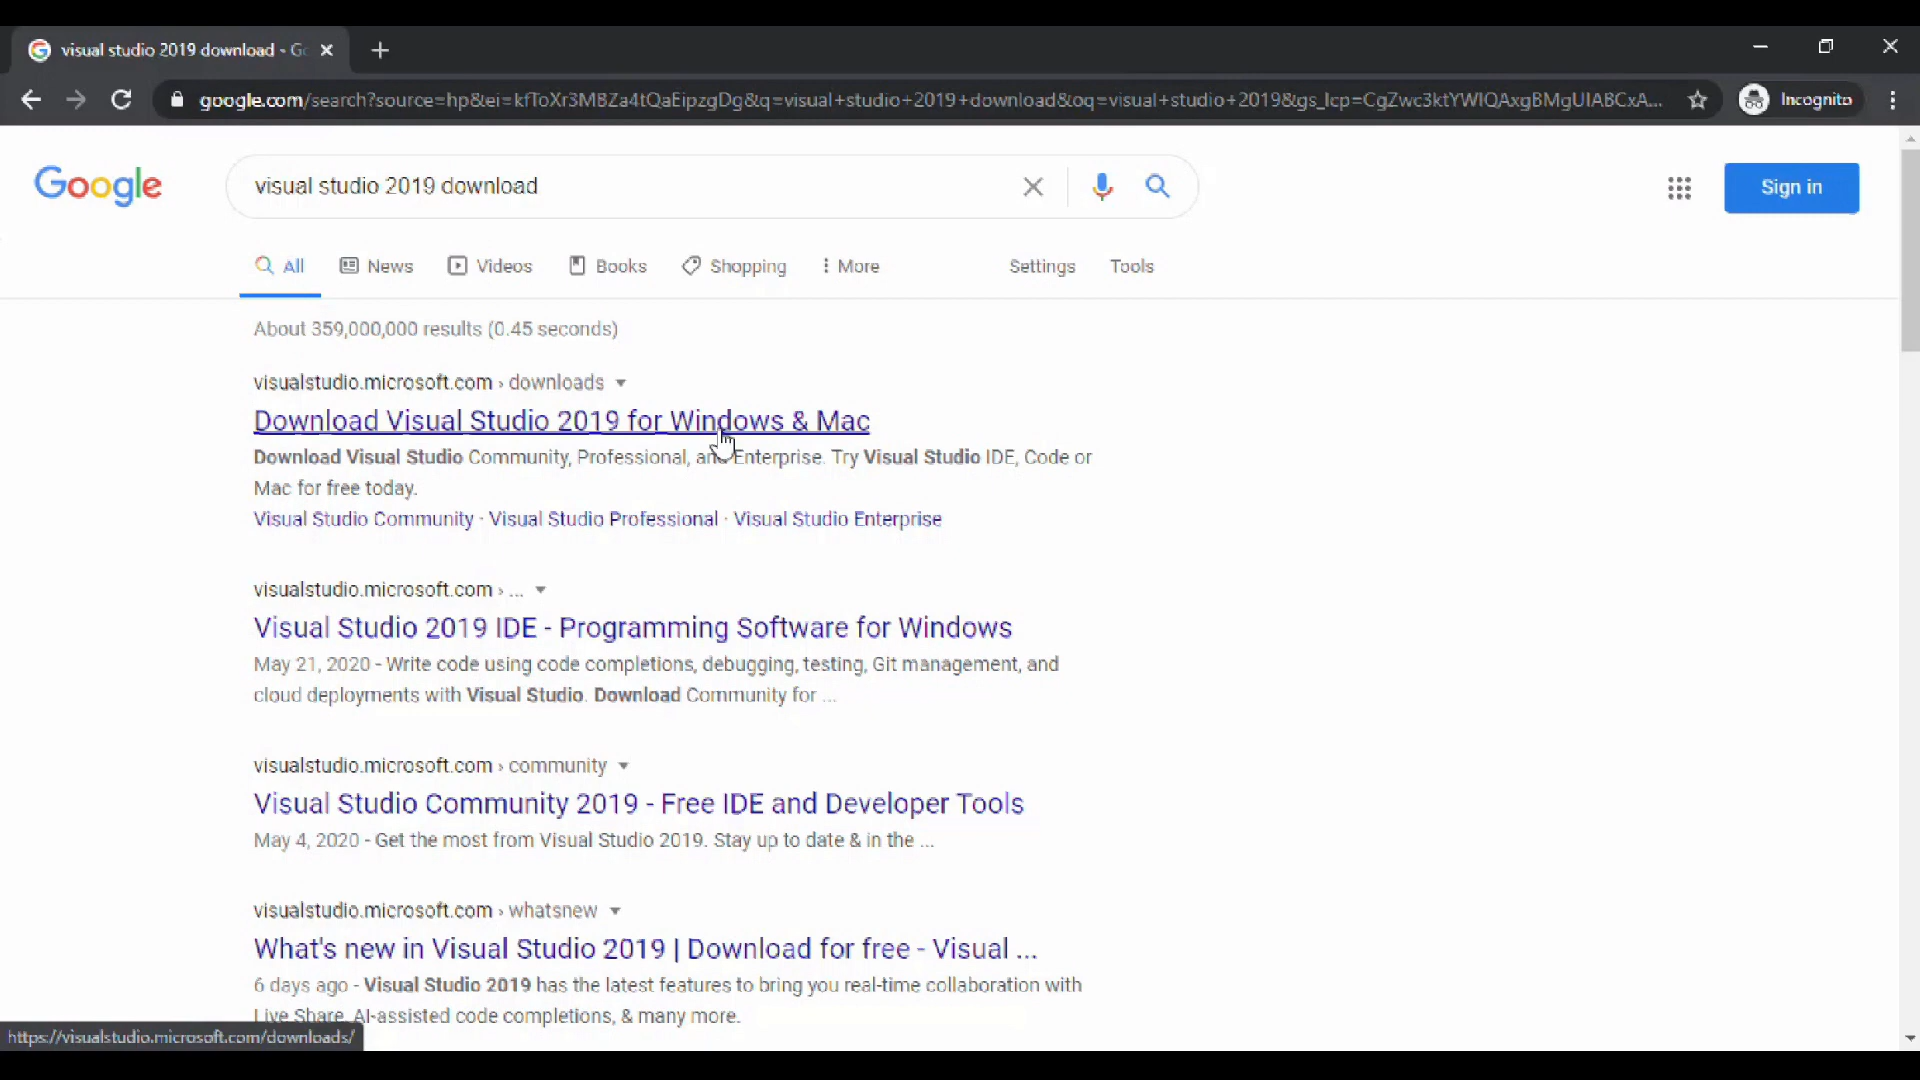 visual studio 2019 download - Go
google.com/search?source=hp&ei=kfToXr3MBZa4tQaEipzgDg&q=visual+studio+2019+download&oq=visual+studio+2019&gs_lcp=CgZwc3ktYWIQAxgBMgUIABCxA...
Incognito
Google
visual studio 2019 download
Sign in
All
News
Videos
Books
Shopping
More
Settings
Tools
About 359,000,000 results (0.45 seconds)
visualstudio.microsoft.com › downloads
Download Visual Studio 2019 for Windows & Mac
Download Visual Studio Community, Professional, and Enterprise. Try Visual Studio IDE, Code or
Mac for free today.
Visual Studio Community · Visual Studio Professional · Visual Studio Enterprise
visualstudio.microsoft.com › ...
Visual Studio 2019 IDE - Programming Software for Windows
May 21, 2020 - Write code using code completions, debugging, testing, Git management, and
cloud deployments with Visual Studio. Download Community for ...
visualstudio.microsoft.com › community
Visual Studio Community 2019 - Free IDE and Developer Tools
May 4, 2020 - Get the most from Visual Studio 2019. Stay up to date & in the ...
visualstudio.microsoft.com › whatsnew
What's new in Visual Studio 2019 | Download for free - Visual ...
6 days ago - Visual Studio 2019 has the latest features to bring you real-time collaboration with
Live Share, AI-assisted code completions, & many more.
https://visualstudio.microsoft.com/downloads/